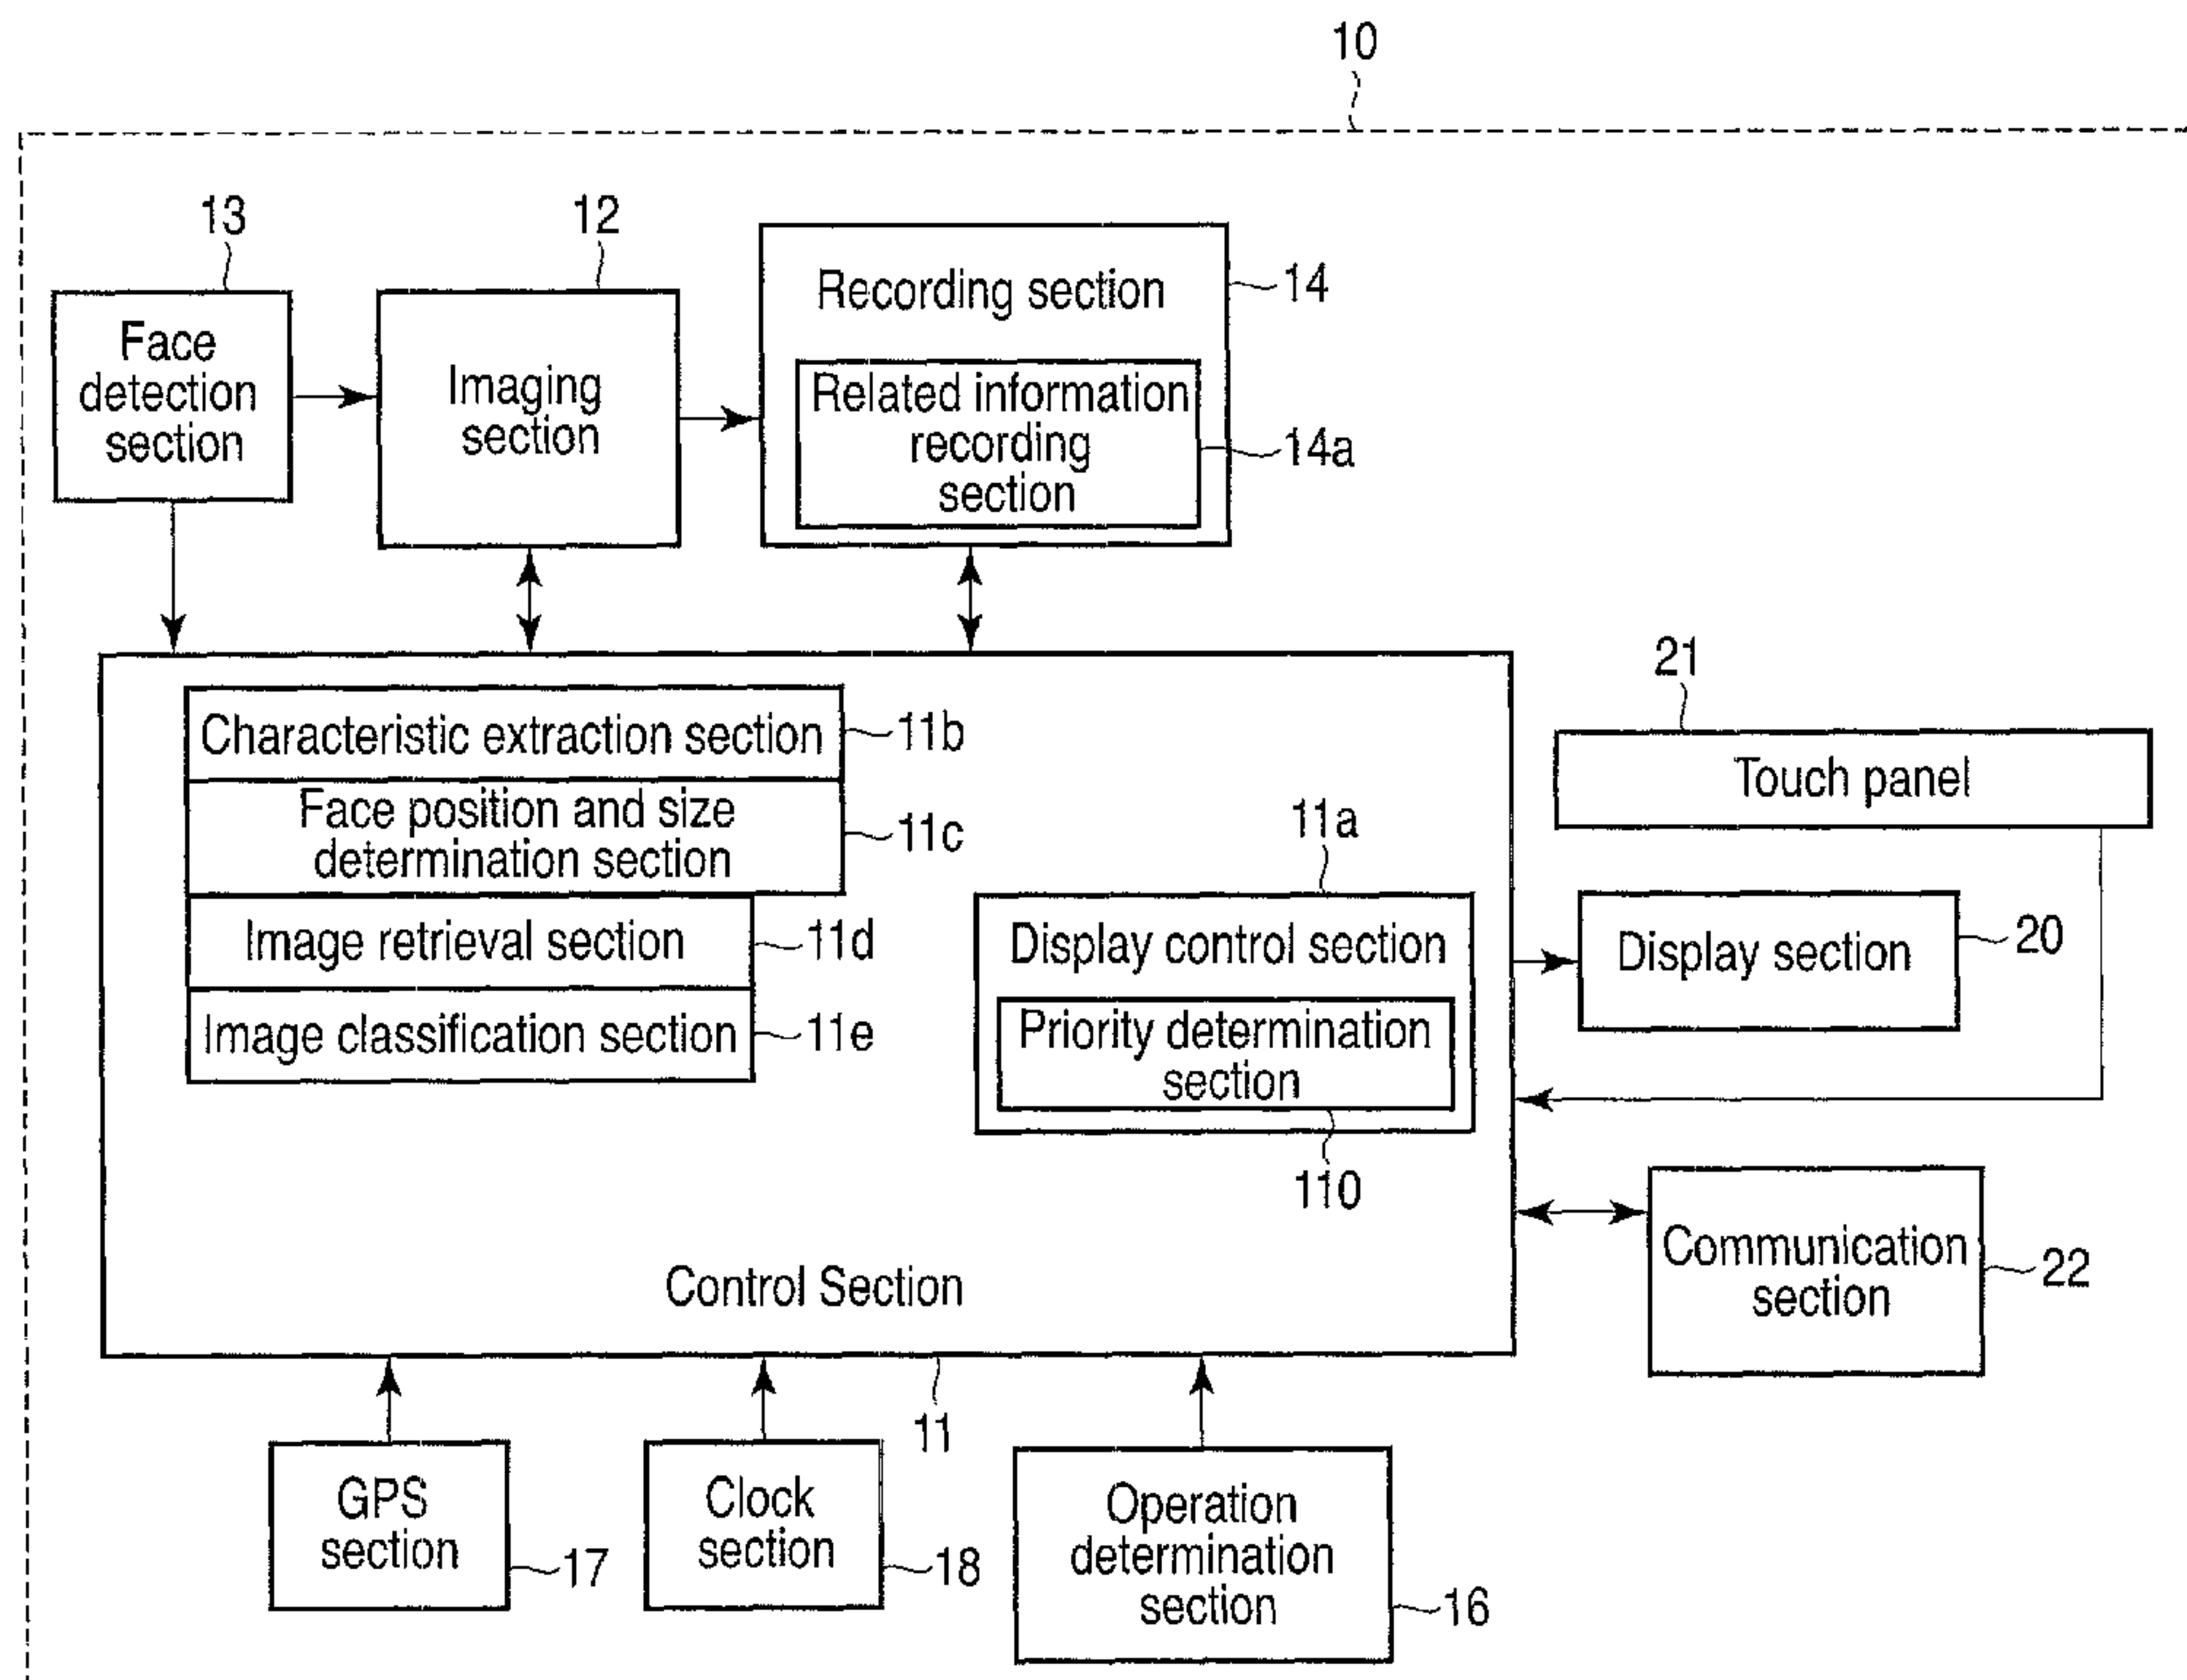 10
13
12
Face
detection
section
Imaging
section
Recording section
14
Related information
recording
section
14a
Characteristic extraction section
11b
Face position and size
determination section
11c
Image retrieval section
11d
Image classification section
11e
11a
Display control section
Priority determination
section
110
21
Touch panel
Display section
20
Communication
section
22
Control Section
11
GPS
section
17
Clock
section
18
Operation
determination
section
16